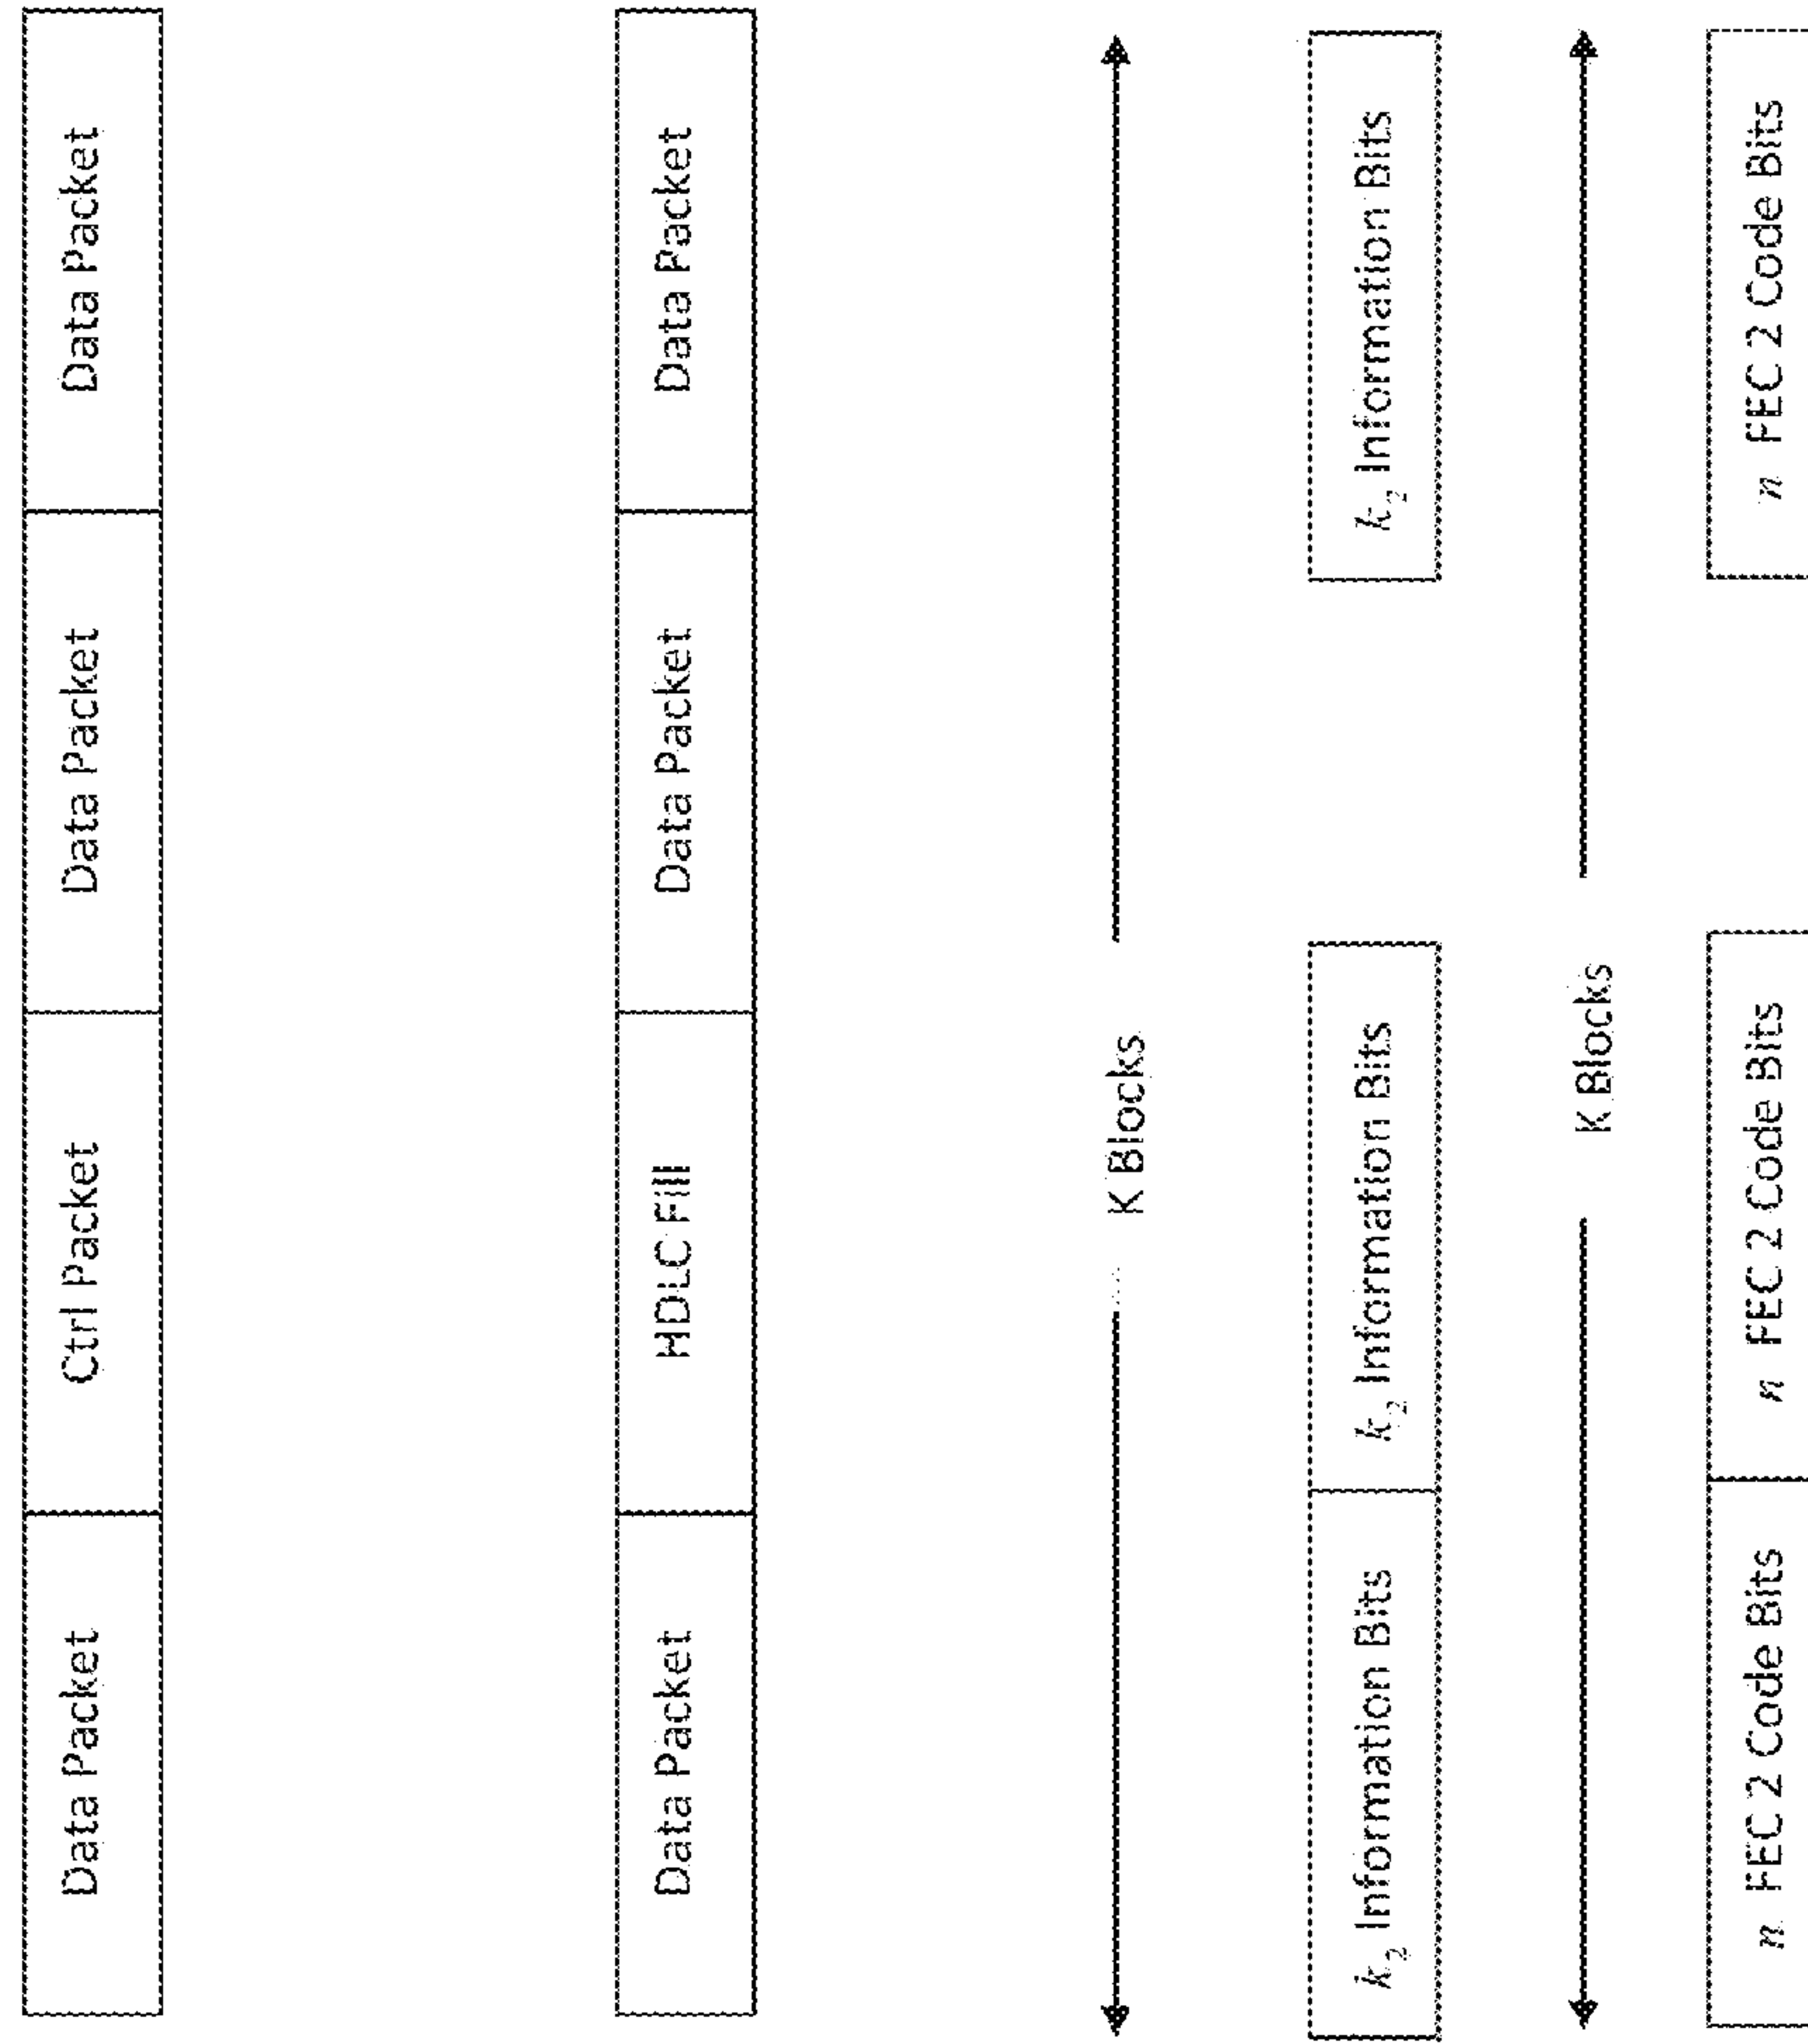 Data Packet
Ctrl Packet
Data Packet
Data Packet
Data Packet
HDLC Fill
Data Packet
Data Packet
K Blocks
k₂ Information Bits
k₂ Information Bits
k₂ Information Bits
K Blocks
n FEC 2 Code Bits
n FEC 2 Code Bits
n FEC 2 Code Bits